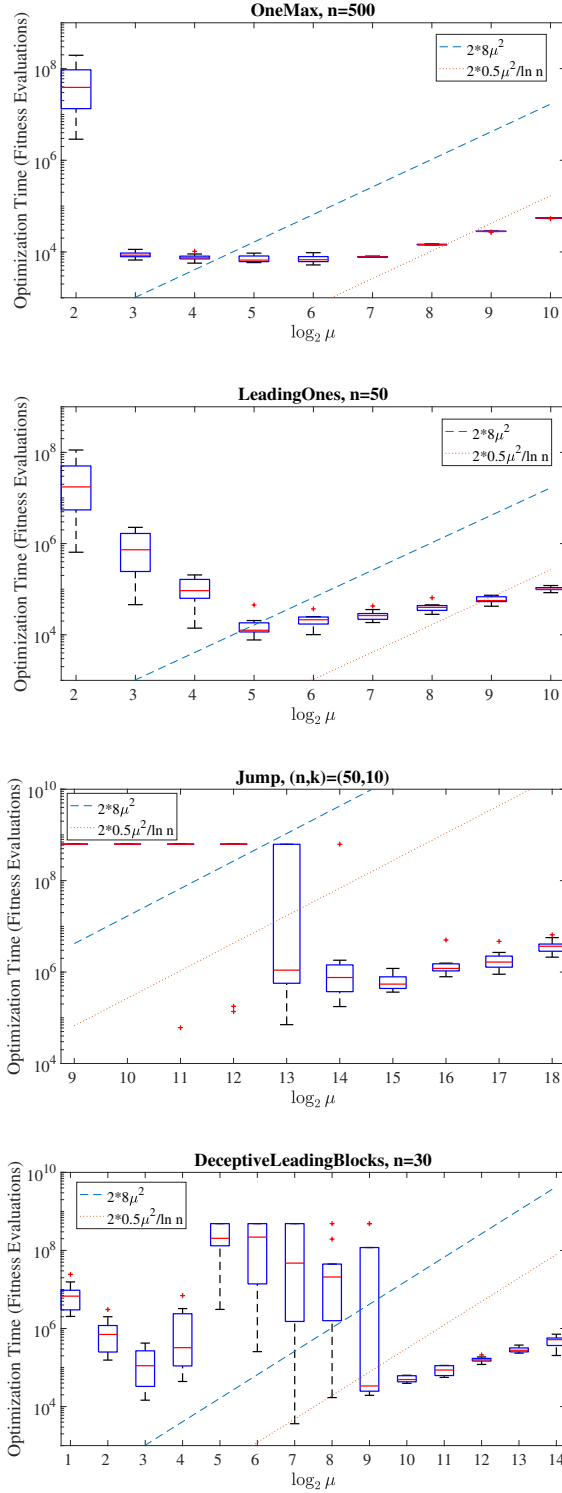 OneMax, n=500
2*8μ²
2*0.5μ²/ln n
Optimization Time (Fitness Evaluations)
10⁸
10⁶
10⁴
2 3 4 5 6 7 8 9 10
log₂ μ
LeadingOnes, n=50
2*8μ²
2*0.5μ²/ln n
Optimization Time (Fitness Evaluations)
10⁸
10⁶
10⁴
2 3 4 5 6 7 8 9 10
log₂ μ
Jump, (n,k)=(50,10)
2*8μ²
2*0.5μ²/ln n
Optimization Time (Fitness Evaluations)
10¹⁰
10⁸
10⁶
10⁴
9 10 11 12 13 14 15 16 17 18
log₂ μ
DeceptiveLeadingBlocks, n=30
2*8μ²
2*0.5μ²/ln n
Optimization Time (Fitness Evaluations)
10¹⁰
10⁸
10⁶
10⁴
1 2 3 4 5 6 7 8 9 10 11 12 13 14
log₂ μ